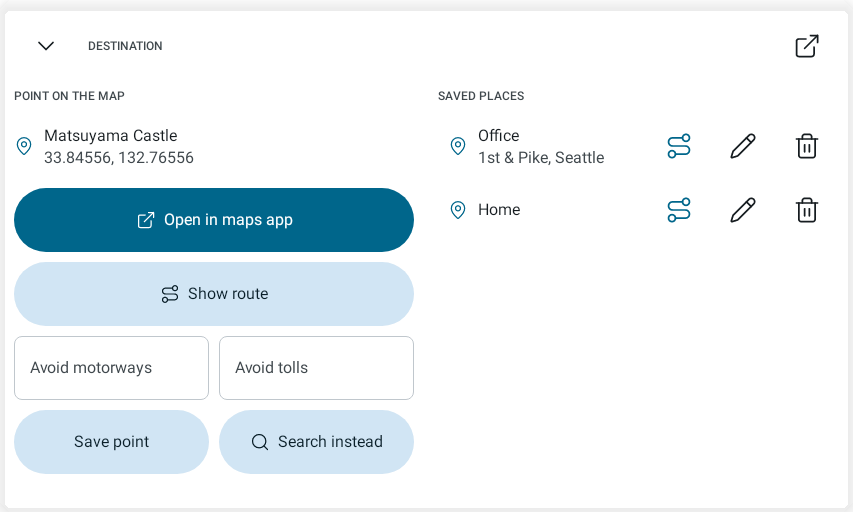 DESTINATION
POINT ON THE MAP
Matsuyama Castle
33.84556, 132.76556
Open in maps app
Show route
Avoid motorways
Avoid tolls
Save point
Search instead
SAVED PLACES
Office
1st & Pike, Seattle
Home